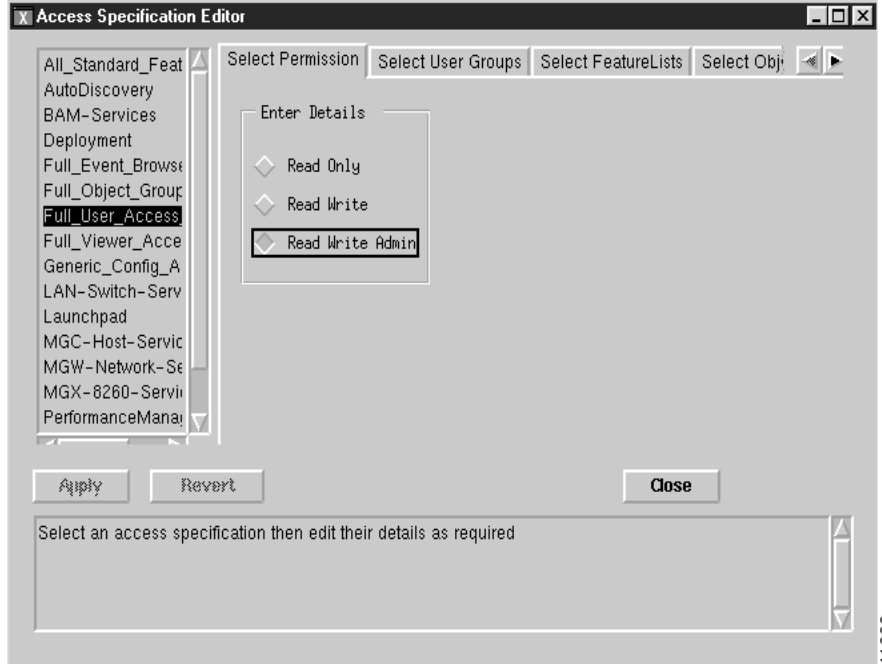 Access Specification Editor
All_Standard_Feat
AutoDiscovery
BAM-Services
Deployment
Full_Event_Browse
Full_Object_Group
Full_User_Access_
Full_Viewer_Acce
Generic_Config_A
LAN-Switch-Serv
Launchpad
MGC-Host-Servic
MGW-Network-Se
MGX-8260-Servi
PerformanceMana
Select Permission
Select User Groups
Select FeatureLists
Select Obj
Enter Details
Read Only
Read Write
Read Write Admin
Apply
Revert
Close
Select an access specification then edit their details as required